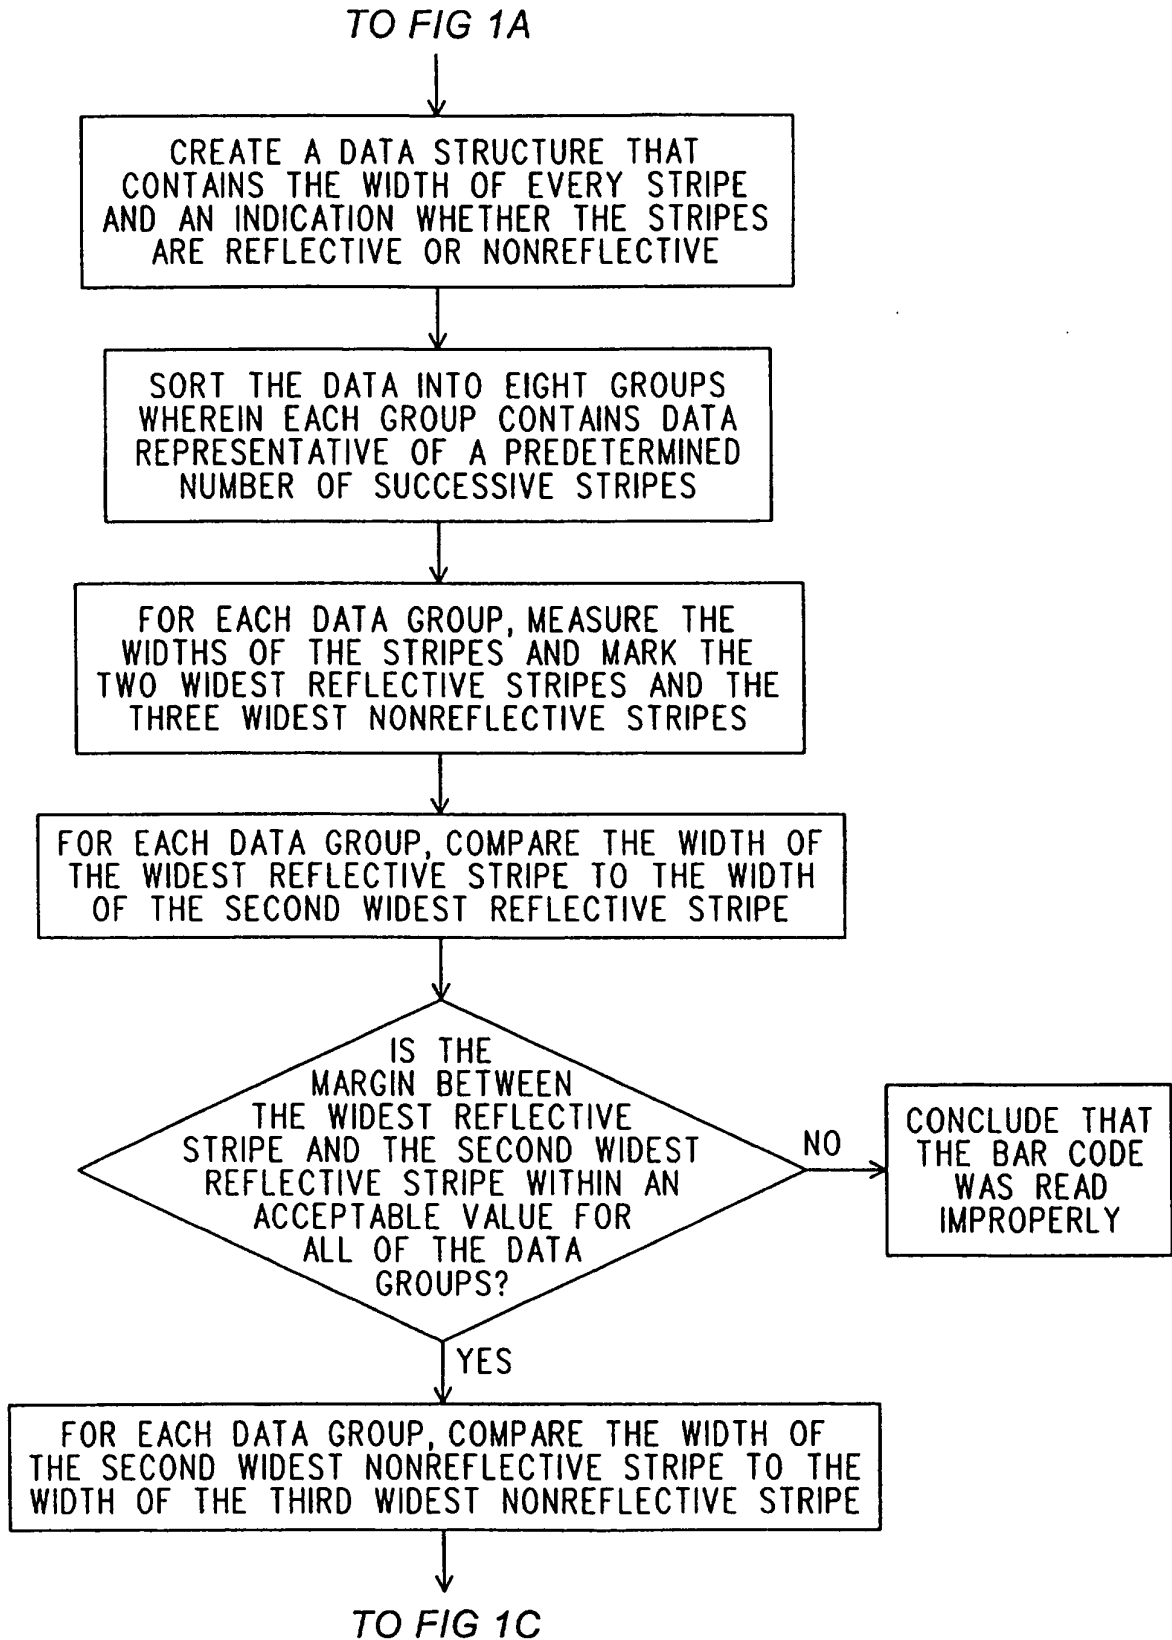 TO FIG 1A
CREATE A DATA STRUCTURE THAT
CONTAINS THE WIDTH OF EVERY STRIPE
AND AN INDICATION WHETHER THE STRIPES
ARE REFLECTIVE OR NONREFLECTIVE
SORT THE DATA INTO EIGHT GROUPS
WHEREIN EACH GROUP CONTAINS DATA
REPRESENTATIVE OF A PREDETERMINED
NUMBER OF SUCCESSIVE STRIPES
FOR EACH DATA GROUP, MEASURE THE
WIDTHS OF THE STRIPES AND MARK THE
TWO WIDEST REFLECTIVE STRIPES AND THE
THREE WIDEST NONREFLECTIVE STRIPES
FOR EACH DATA GROUP, COMPARE THE WIDTH OF
THE WIDEST REFLECTIVE STRIPE TO THE WIDTH
OF THE SECOND WIDEST REFLECTIVE STRIPE
IS THE
MARGIN BETWEEN
THE WIDEST REFLECTIVE
STRIPE AND THE SECOND WIDEST
REFLECTIVE STRIPE WITHIN AN
ACCEPTABLE VALUE FOR
ALL OF THE DATA
GROUPS?
NO
CONCLUDE THAT
THE BAR CODE
WAS READ
IMPROPERLY
YES
FOR EACH DATA GROUP, COMPARE THE WIDTH OF
THE SECOND WIDEST NONREFLECTIVE STRIPE TO THE
WIDTH OF THE THIRD WIDEST NONREFLECTIVE STRIPE
TO FIG 1C